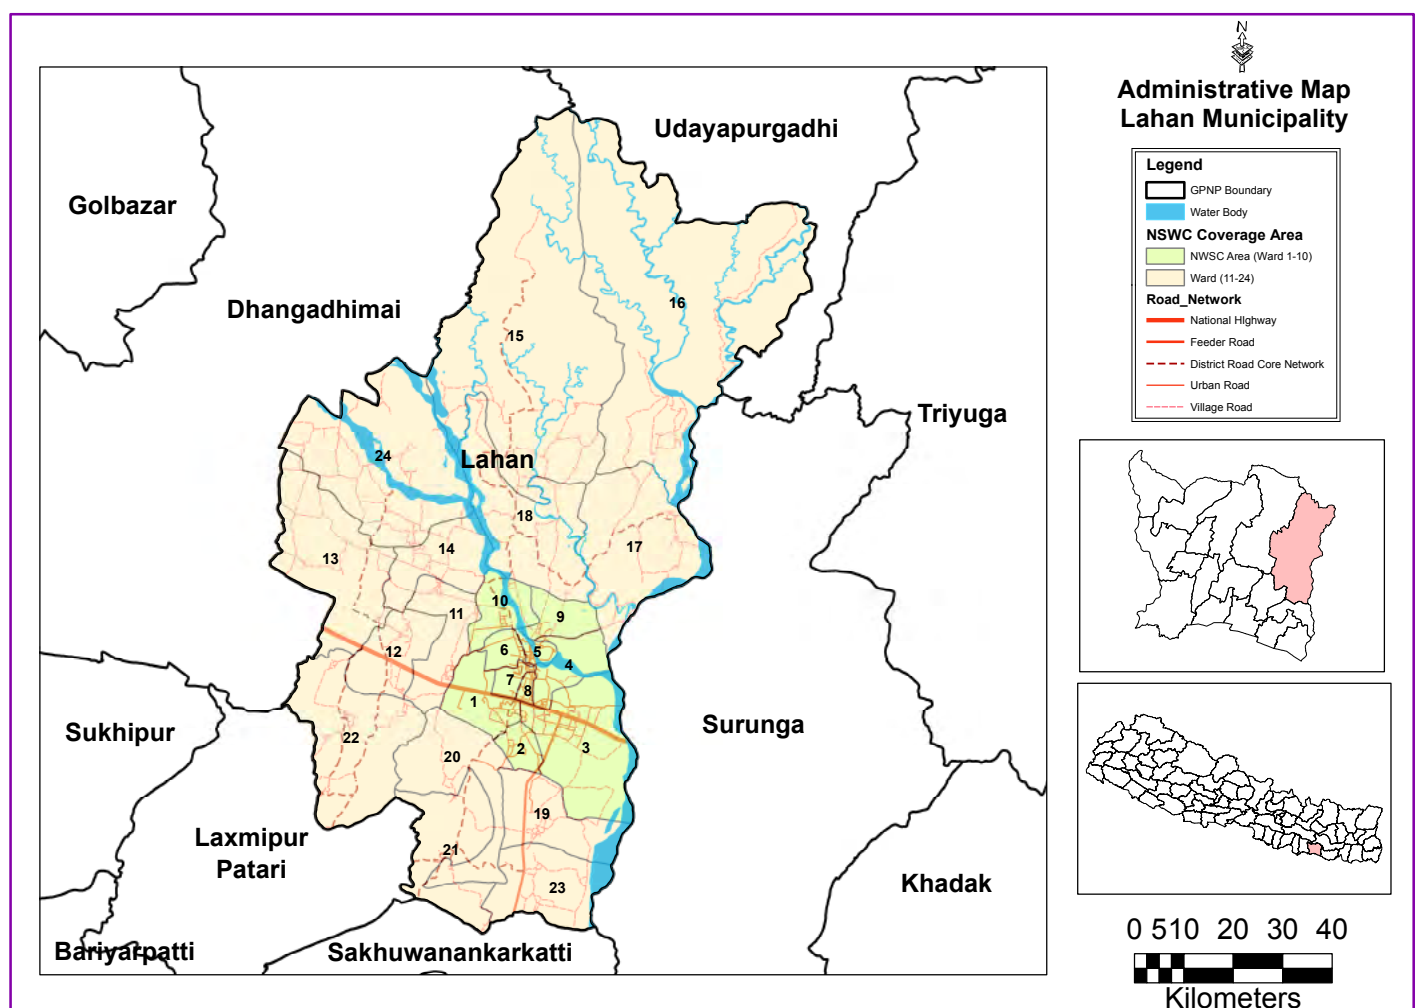 N
Administrative Map
Lahan Municipality
Legend
GPNP Boundary
Water Body
NSWC Coverage Area
NWSC Area (Ward 1-10)
Ward (11-24)
Road_Network
National HIghway
Feeder Road
District Road Core Network
Urban Road
Village Road
Udayapurgadhi
Golbazar
Dhangadhimai
16
15
Triyuga
24
Lahan
18
14
17
13
10
11
9
12
6
5
4
7
8
1
Sukhipur
22
Surunga
2
3
20
19
Laxmipur
Patari
21
23
Khadak
Bariyarpatti
Sakhuwanankarkatti
0 5 10 20 30 40
Kilometers